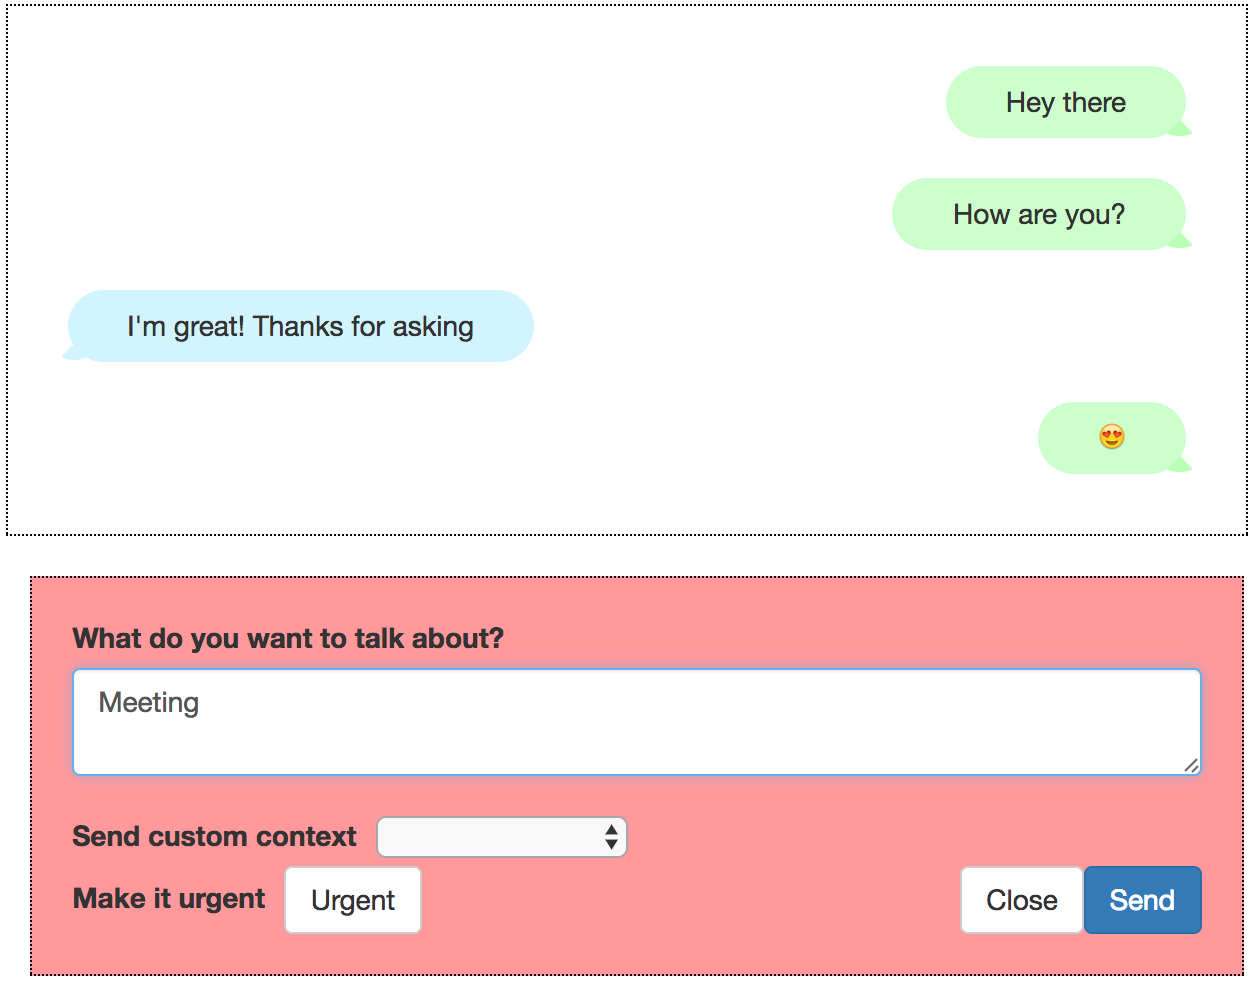 Hey there
How are you?
I'm great! Thanks for asking
😍
What do you want to talk about?
Meeting
Send custom context
Make it urgent Urgent Close Send